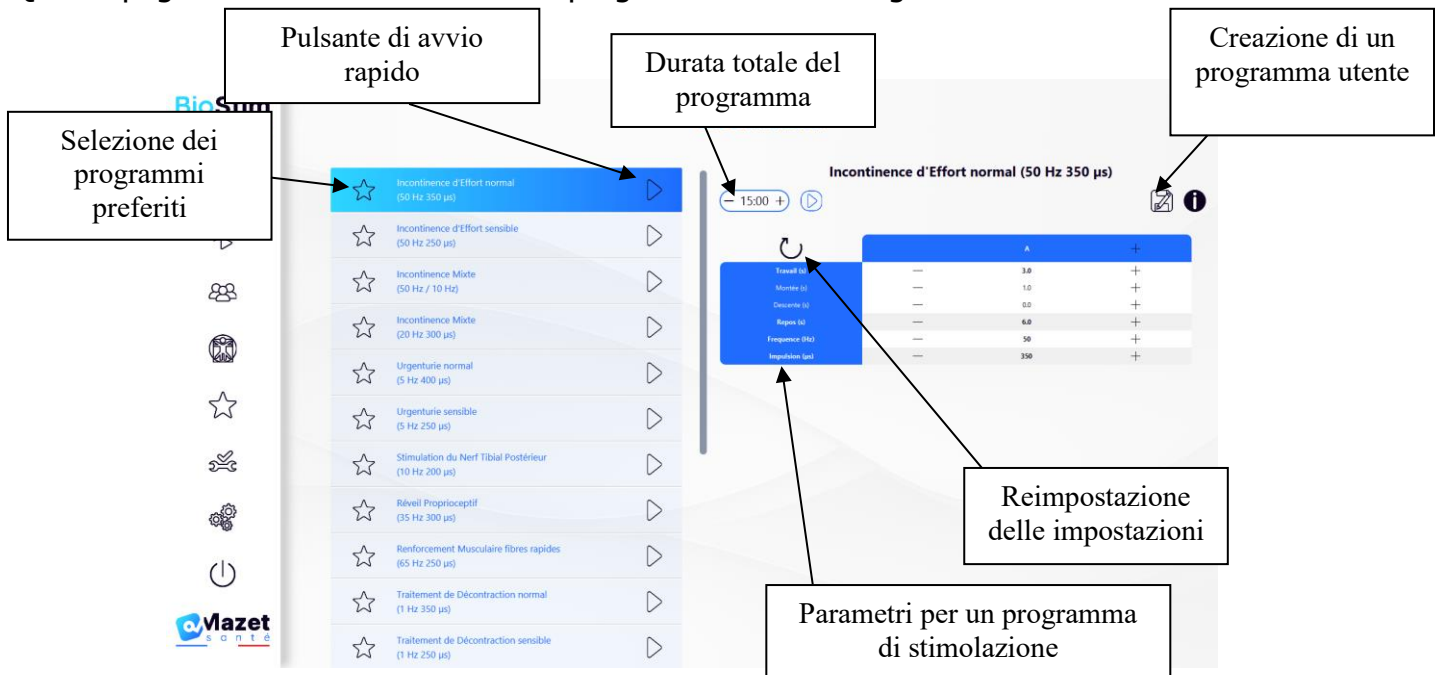 Pulsante di avvio
rapido
Durata totale del
programma
Creazione di un
programma utente
Selezione dei
programmi
preferiti
Incontinence d'Effort normal
(50 Hz 350 µs)
Incontinence d'Effort sensible
(50 Hz 250 µs)
Incontinence Mixte
(50 Hz / 10 Hz)
Incontinence Mixte
(20 Hz 300 µs)
Urgenturie normal
(5 Hz 400 µs)
Urgenturie sensible
(5 Hz 250 µs)
Stimulation du Nerf Tibial Postérieur
(10 Hz 200 µs)
Réveil Proprioceptif
(35 Hz 300 µs)
Renforcement Musculaire fibres rapides
(65 Hz 250 µs)
Traitement de Décontraction normal
(1 Hz 350 µs)
Traitement de Décontraction sensible
(1 Hz 250 µs)
Incontinence d'Effort normal (50 Hz 350 µs)
− 15:00 +
A +
Travail (s) — 3.0 +
Montée (s) — 1.0 +
Descente (s) — 0.0 +
Repos (s) — 6.0 +
Frequence (Hz) — 50 +
Impulsion (µs) — 350 +
Reimpostazione
delle impostazioni
Parametri per un programma
di stimolazione
Mazet
santé